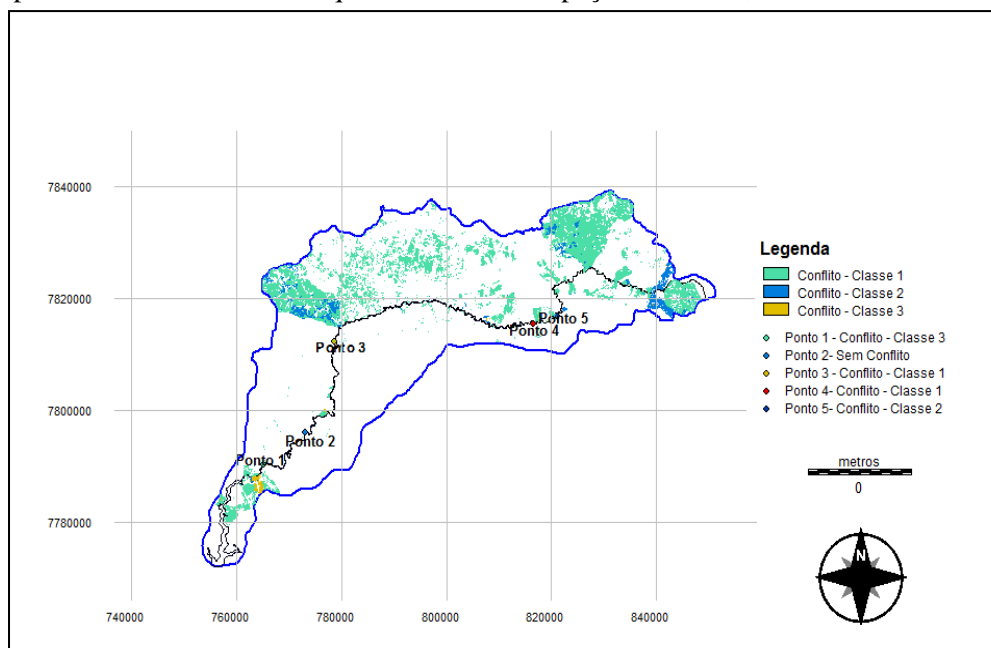 7840000
7820000
7800000
7780000
740000 760000 780000 800000 820000 840000
Ponto 1
Ponto 2
Ponto 3
Ponto 4
Ponto 5
Legenda
Conflito - Classe 1
Conflito - Classe 2
Conflito - Classe 3
Ponto 1 - Conflito - Classe 3
Ponto 2- Sem Conflito
Ponto 3 - Conflito - Classe 1
Ponto 4- Conflito - Classe 1
Ponto 5- Conflito - Classe 2
metros
0
N